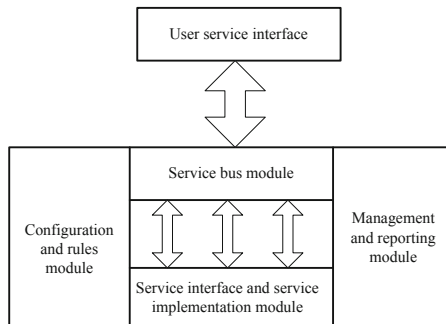 User service interface
Service bus module
Configuration
and rules
module
Management
and reporting
module
Service interface and service
implementation module